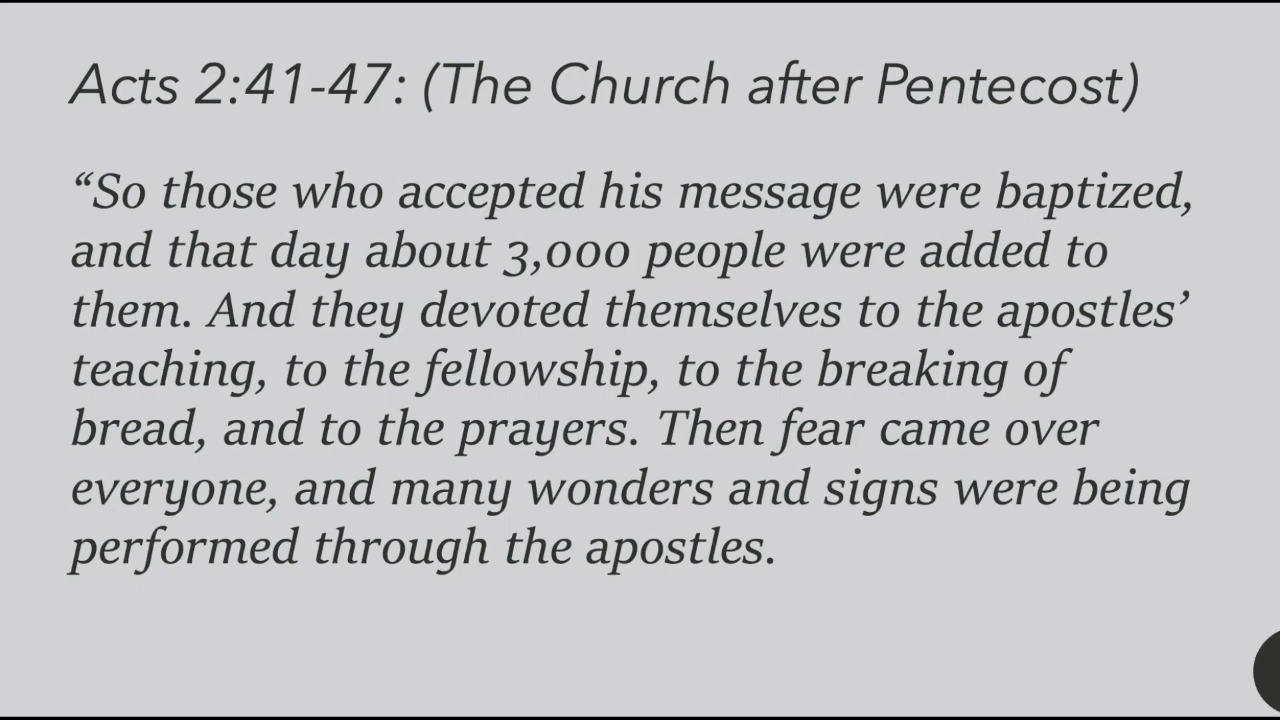 Acts 2:41-47: (The Church after Pentecost)
“So those who accepted his message were baptized,
and that day about 3,000 people were added to
them. And they devoted themselves to the apostles’
teaching, to the fellowship, to the breaking of
bread, and to the prayers. Then fear came over
everyone, and many wonders and signs were being
performed through the apostles.